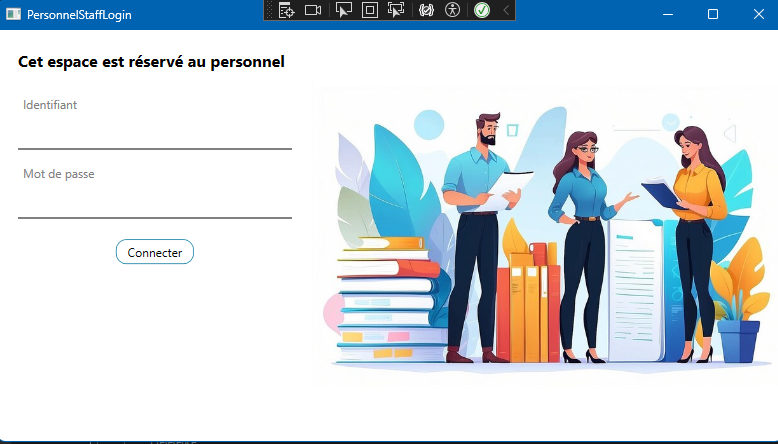 PersonnelStaffLogin
Cet espace est réservé au personnel
Identifiant
Mot de passe
Connecter